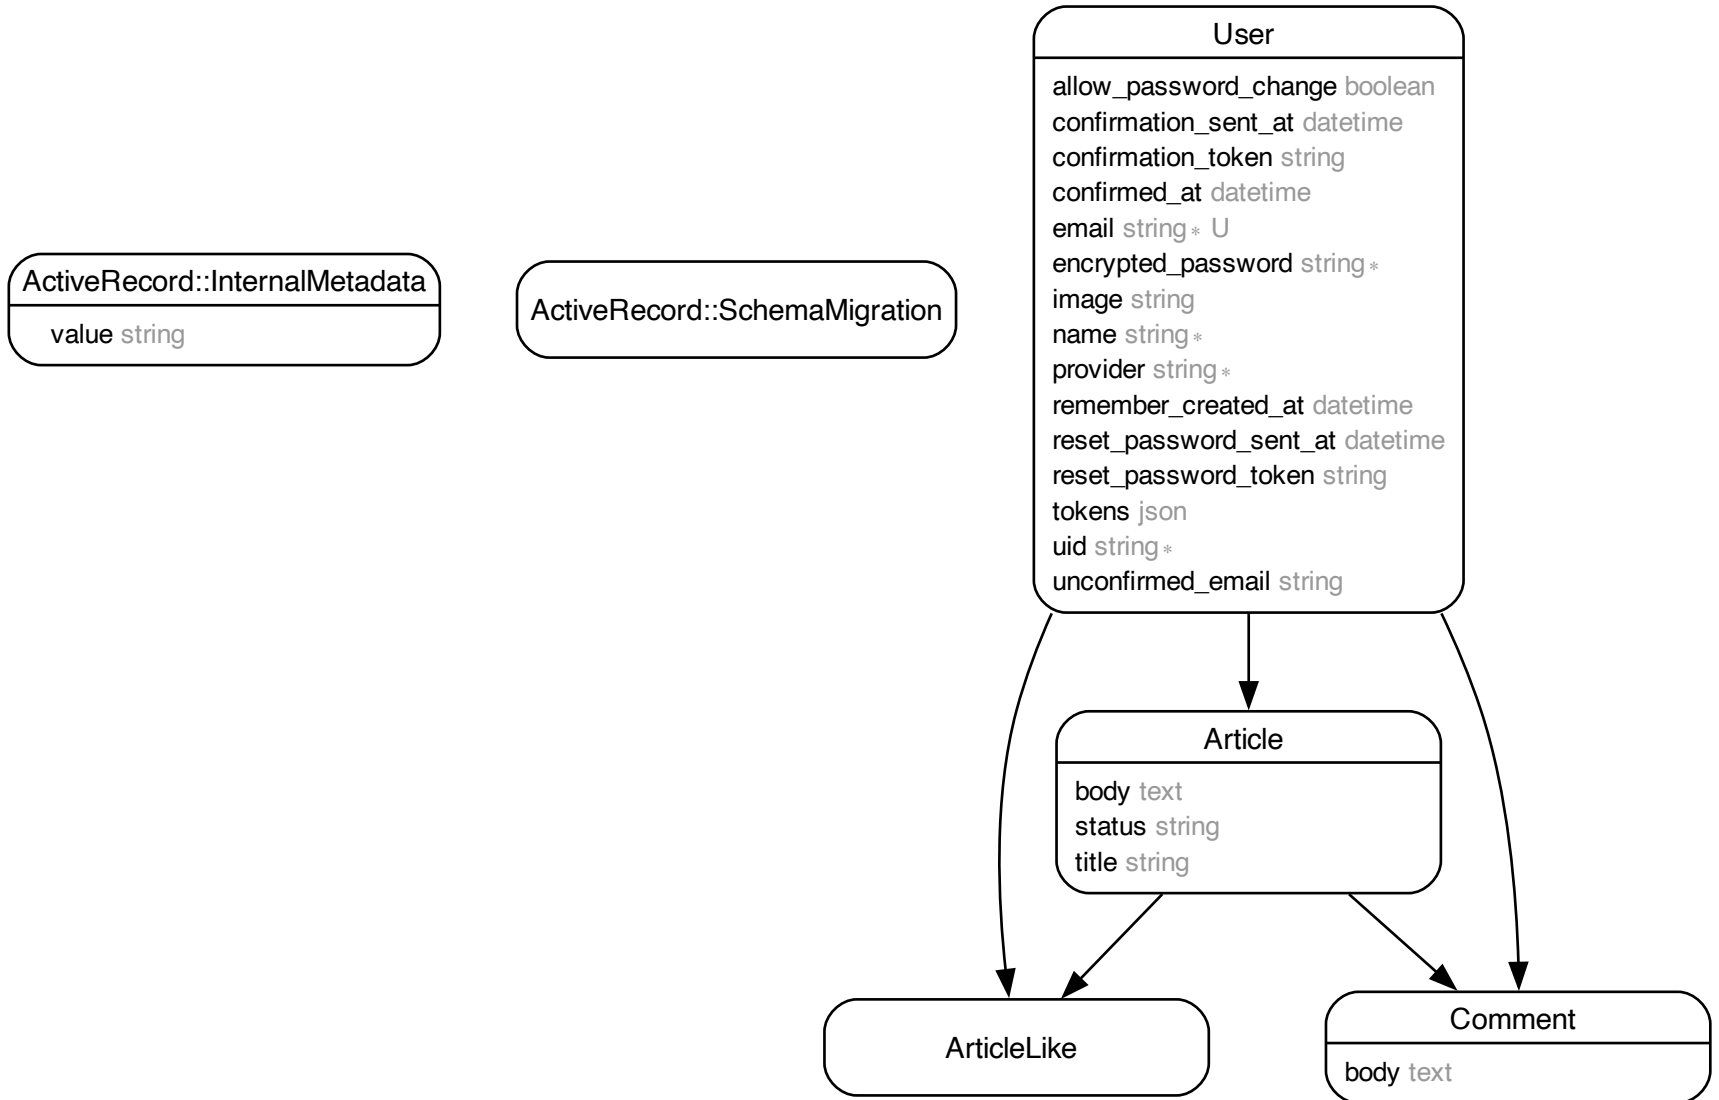 ActiveRecord::InternalMetadata
value string
ActiveRecord::SchemaMigration
User
allow_password_change boolean
confirmation_sent_at datetime
confirmation_token string
confirmed_at datetime
email string * U
encrypted_password string *
image string
name string *
provider string *
remember_created_at datetime
reset_password_sent_at datetime
reset_password_token string
tokens json
uid string *
unconfirmed_email string
Article
body text
status string
title string
ArticleLike
Comment
body text